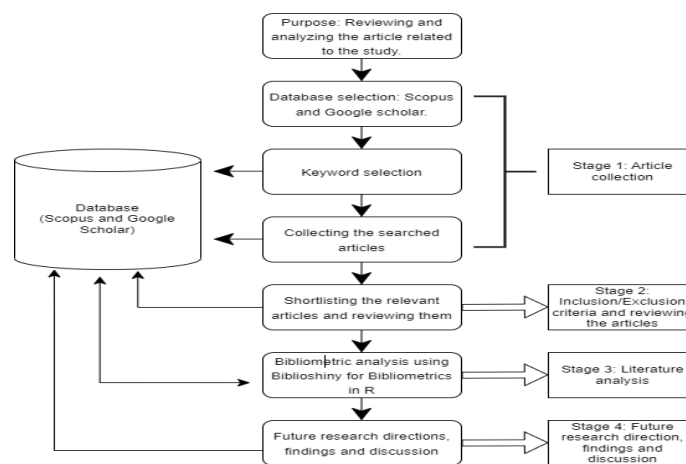 Purpose: Reviewing and
analyzing the article related
to the study.
Database selection: Scopus
and Google scholar.
Keyword selection
Stage 1: Article
collection
Database
(Scopus and Google
Scholar)
Collecting the searched
articles
Shortlisting the relevant
articles and reviewing them
Stage 2:
Inclusion/Exclusion
criteria and reviewing
the articles
Bibliometric analysis using
Biblioshiny for Bibliometrics
in R
Stage 3: Literature
analysis
Future research directions,
findings and discussion
Stage 4: Future
research direction,
findings and
discussion